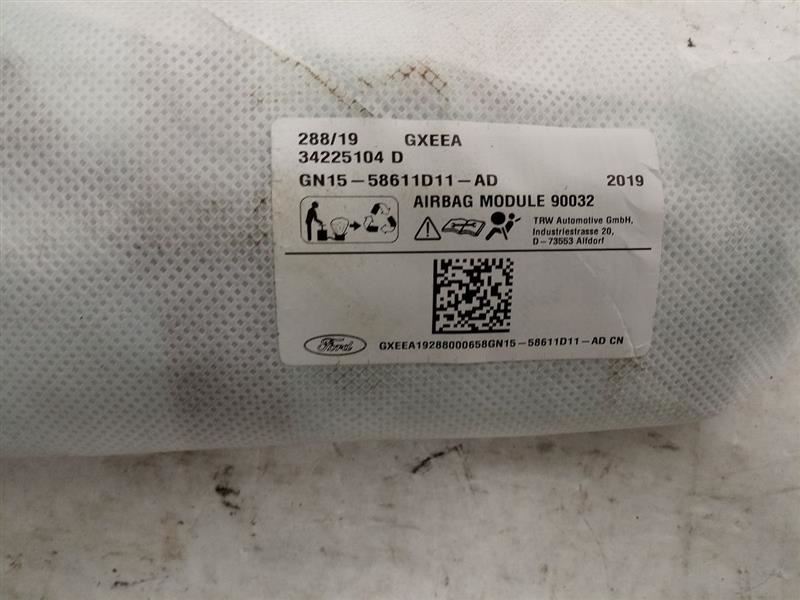 288/19 GXEEA
34225104 D
GN15-58611D11-AD 2019
AIRBAG MODULE 90032
TRW Automotive GmbH,
Industriestrasse 20,
D-73553 Alfdorf
Ford
GXEEA19288000658GN15-58611D11-AD CN